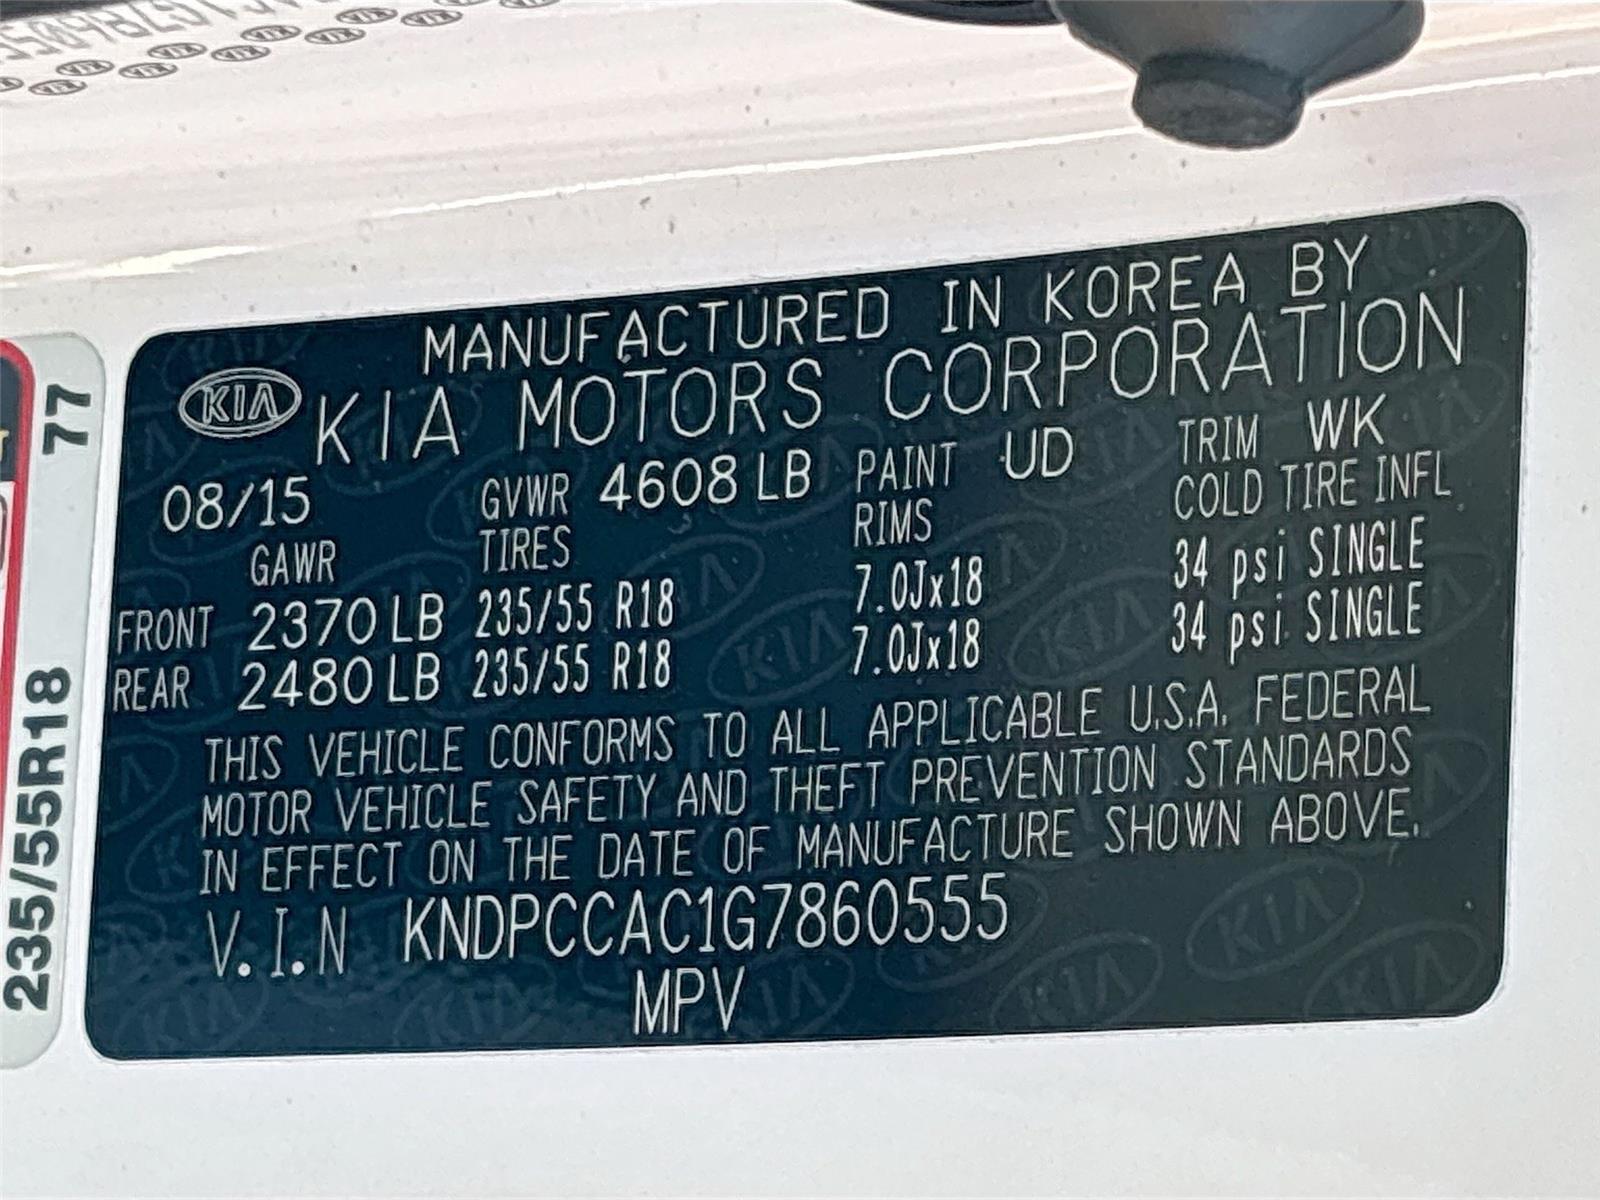 MANUFACTURED IN KOREA BY
KIA KIA MOTORS CORPORATION
08/15 GVWR 4608 LB PAINT UD TRIM WK
GAWR TIRES RIMS COLD TIRE INFL
FRONT 2370 LB 235/55 R18 7.0Jx18 34 psi SINGLE
REAR 2480 LB 235/55 R18 7.0Jx18 34 psi SINGLE
THIS VEHICLE CONFORMS TO ALL APPLICABLE U.S.A. FEDERAL
MOTOR VEHICLE SAFETY AND THEFT PREVENTION STANDARDS
IN EFFECT ON THE DATE OF MANUFACTURE SHOWN ABOVE.
V.I.N KNDPCCAC1G7860555
MPV
235/55R18 77